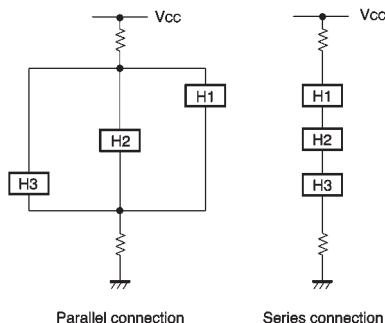 Vcc
H1
H2
H3
Parallel connection
Vcc
H1
H2
H3
Series connection